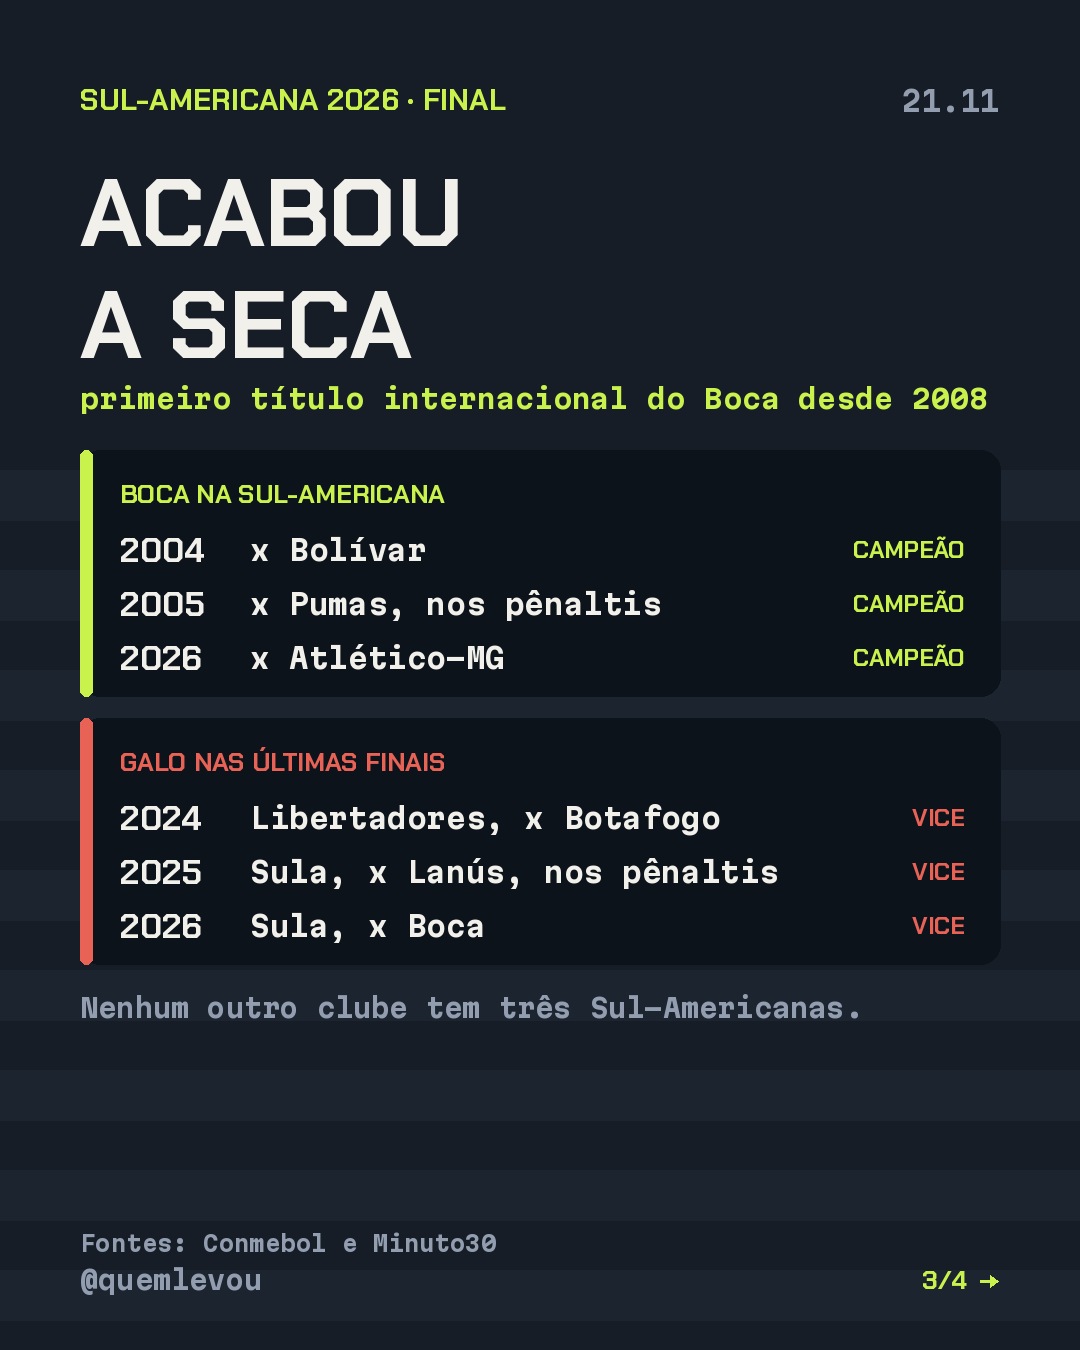 SUL-AMERICANA 2026 · FINAL 21.11
ACABOU
A SECA
primeiro título internacional do Boca desde 2008
BOCA NA SUL-AMERICANA
2004 x Bolívar CAMPEÃO
2005 x Pumas, nos pênaltis CAMPEÃO
2026 x Atlético-MG CAMPEÃO
GALO NAS ÚLTIMAS FINAIS
2024 Libertadores, x Botafogo VICE
2025 Sula, x Lanús, nos pênaltis VICE
2026 Sula, x Boca VICE
Nenhum outro clube tem três Sul-Americanas.
Fontes: Conmebol e Minuto30
@quemlevou 3/4 →